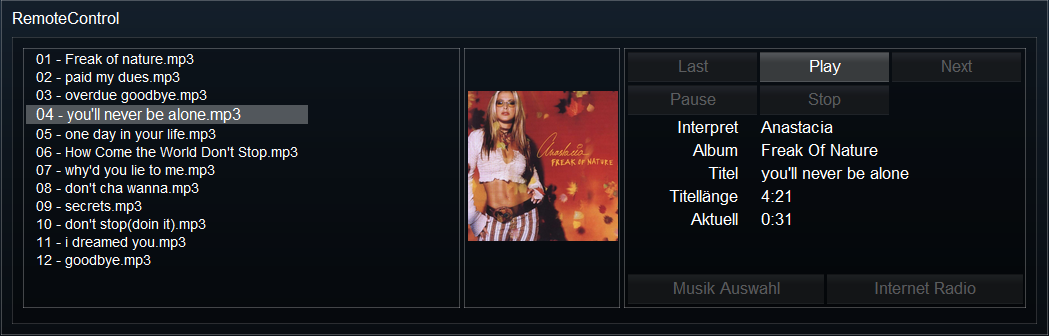 RemoteControl
01 - Freak of nature.mp3
02 - paid my dues.mp3
03 - overdue goodbye.mp3
04 - you'll never be alone.mp3
05 - one day in your life.mp3
06 - How Come the World Don't Stop.mp3
07 - why'd you lie to me.mp3
08 - don't cha wanna.mp3
09 - secrets.mp3
10 - don't stop(doin it).mp3
11 - i dreamed you.mp3
12 - goodbye.mp3
Anastacia
FREAK OF NATURE
Last Play Next
Pause Stop
Interpret Anastacia
Album Freak Of Nature
Titel you'll never be alone
Titellänge 4:21
Aktuell 0:31
Musik Auswahl Internet Radio